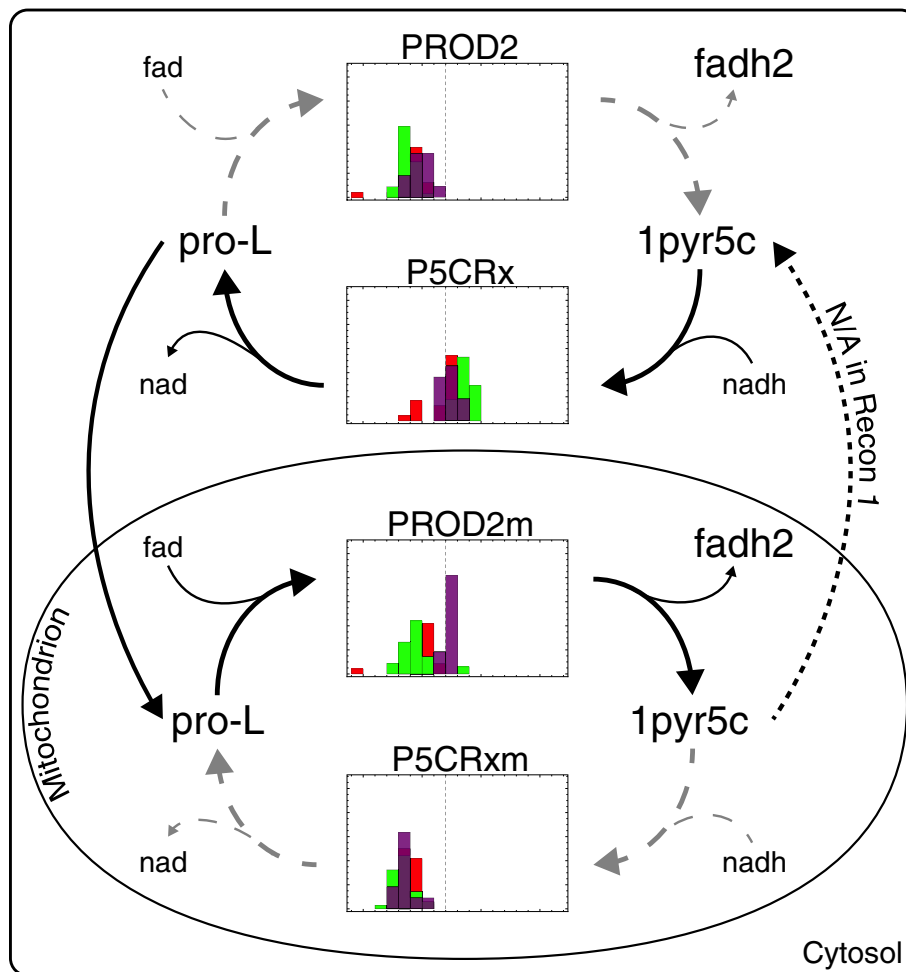 PROD2
fad
fadh2
pro-L
1pyr5c
P5CRx
nad
nadh
N/A in Recon 1
PROD2m
fad
fadh2
Mitochondrion
pro-L
1pyr5c
P5CRxm
nad
nadh
Cytosol